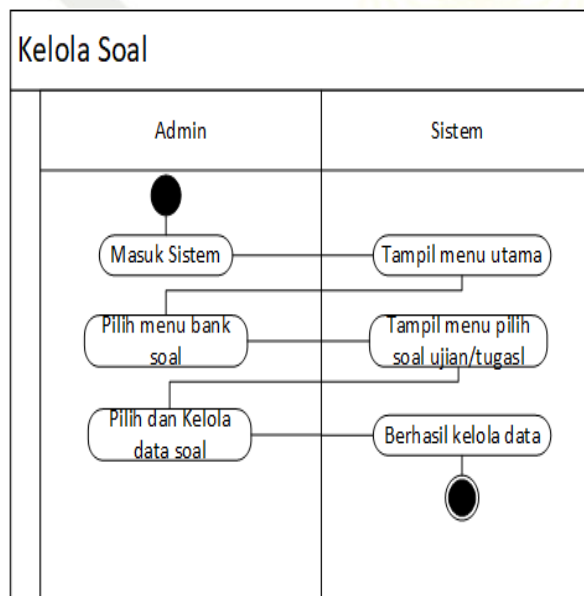 Kelola Soal
Admin
Sistem
Masuk Sistem
Tampil menu utama
Pilih menu bank
soal
Tampil menu pilih
soal ujian/tugasl
Pilih dan Kelola
data soal
Berhasil kelola data